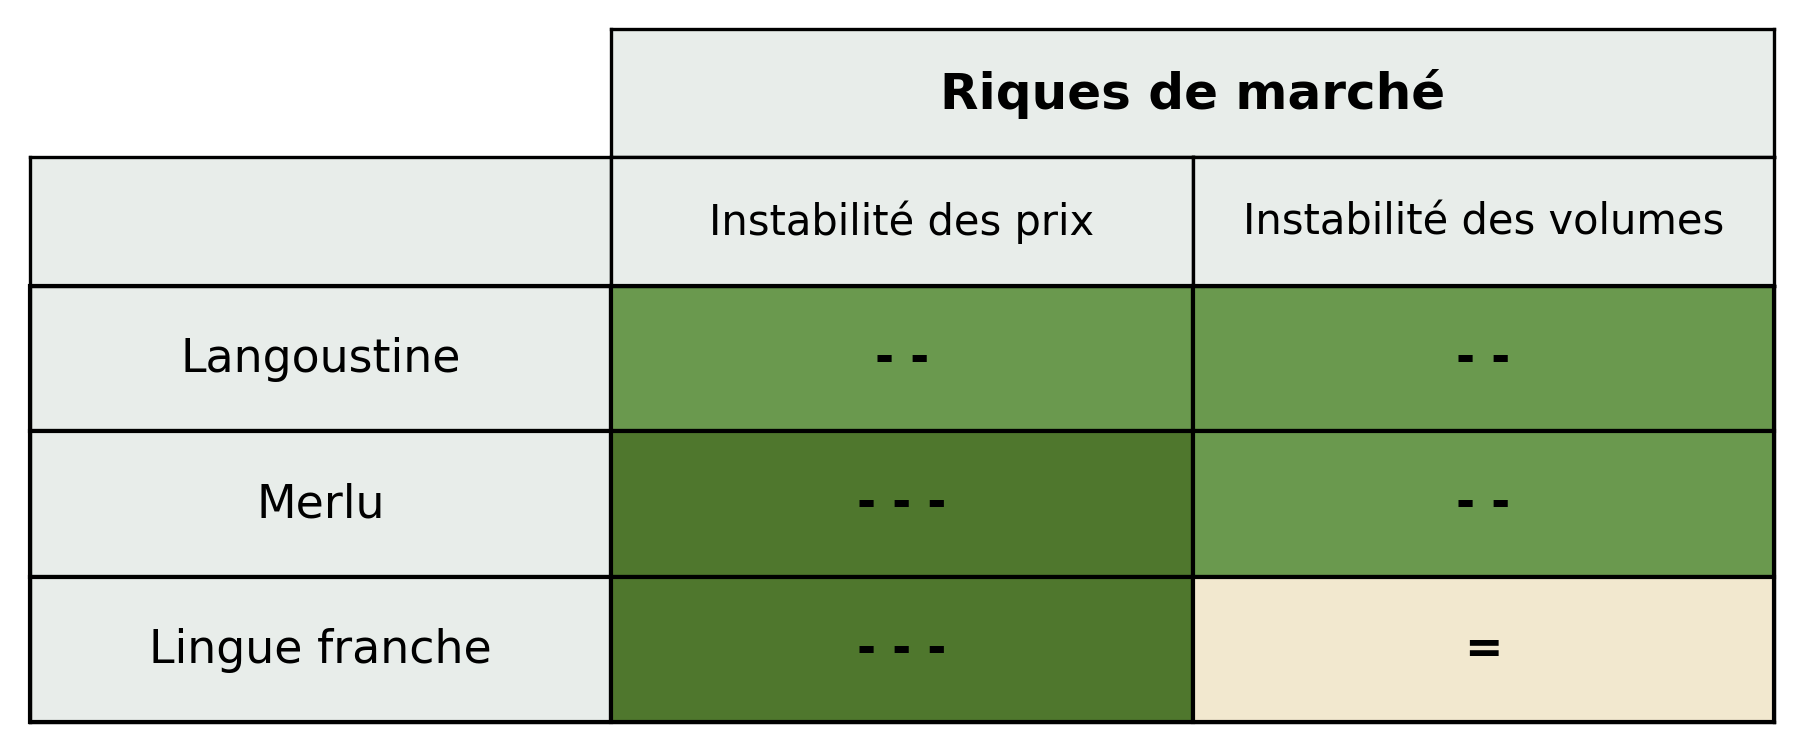 Riques de marché
Instabilité des prix Instabilité des volumes
Langoustine - - - -
Merlu - - - - -
Lingue franche - - - =